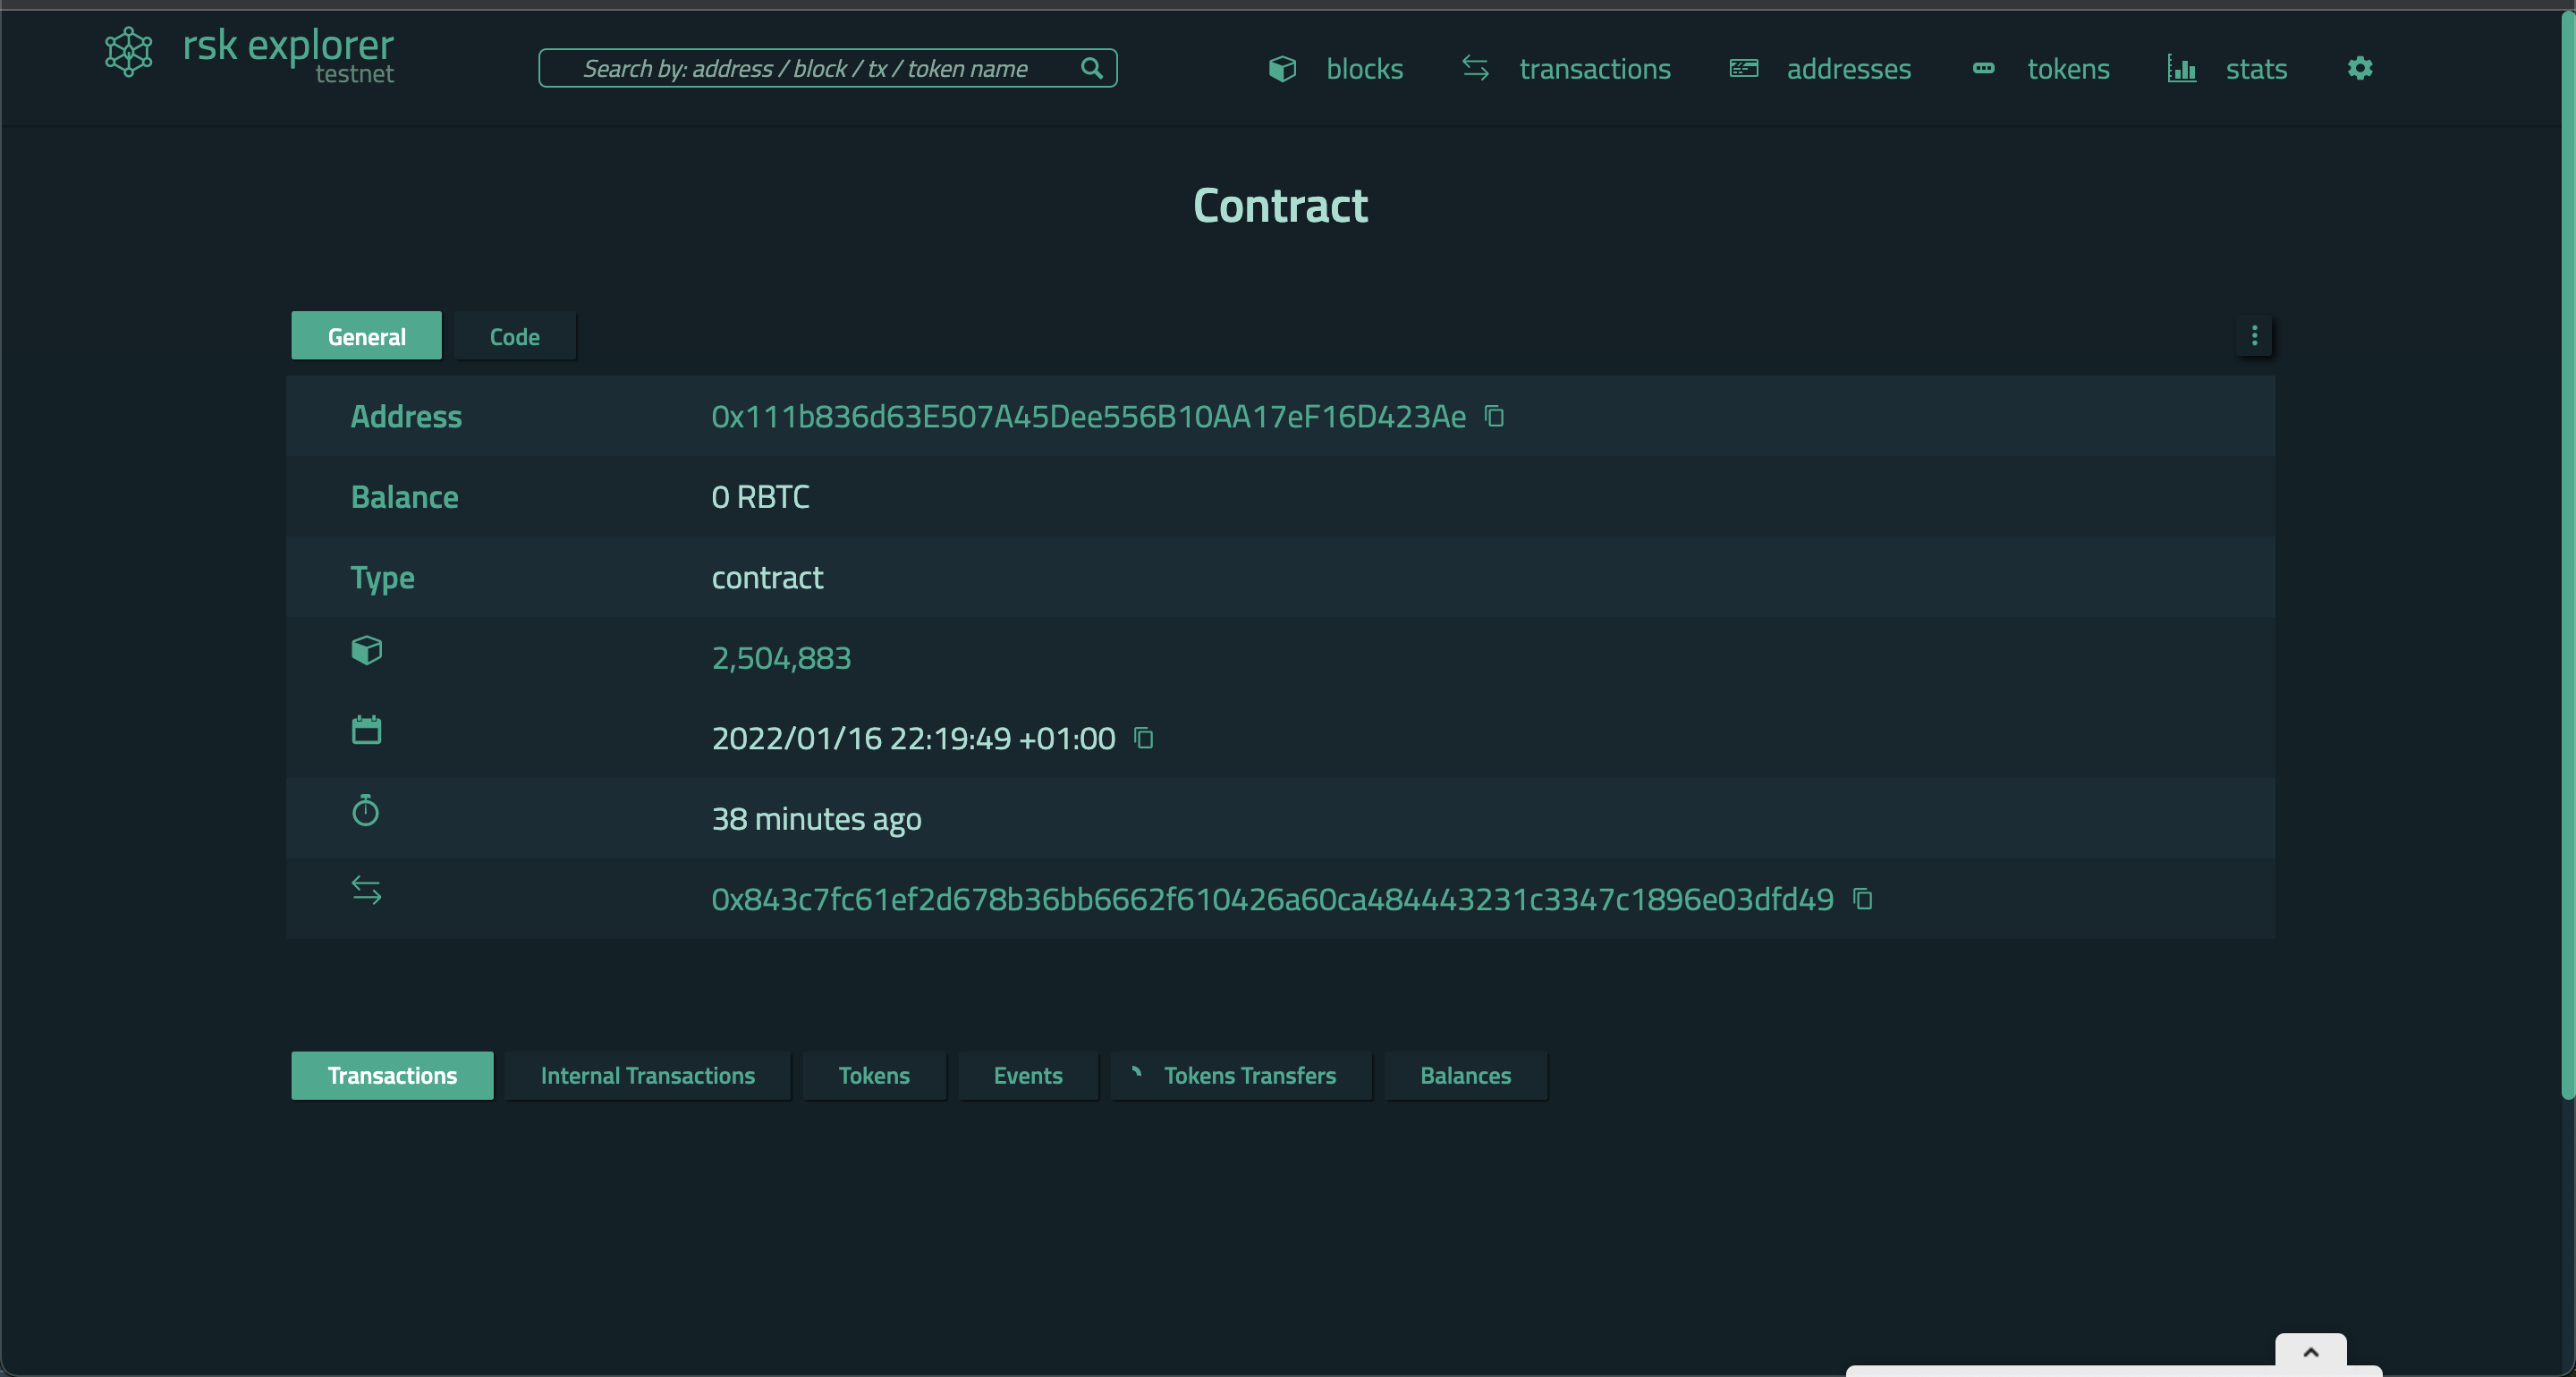 rsk explorer
testnet
Search by: address / block / tx / token name
blocks
transactions
addresses
tokens
stats
Contract
General
Code
Address
0x111b836d63E507A45Dee556B10AA17eF16D423Ae
Balance
0 RBTC
Type
contract
2,504,883
2022/01/16 22:19:49 +01:00
38 minutes ago
0x843c7fc61ef2d678b36bb6662f610426a60ca484443231c3347c1896e03dfd49
Transactions
Internal Transactions
Tokens
Events
Tokens Transfers
Balances